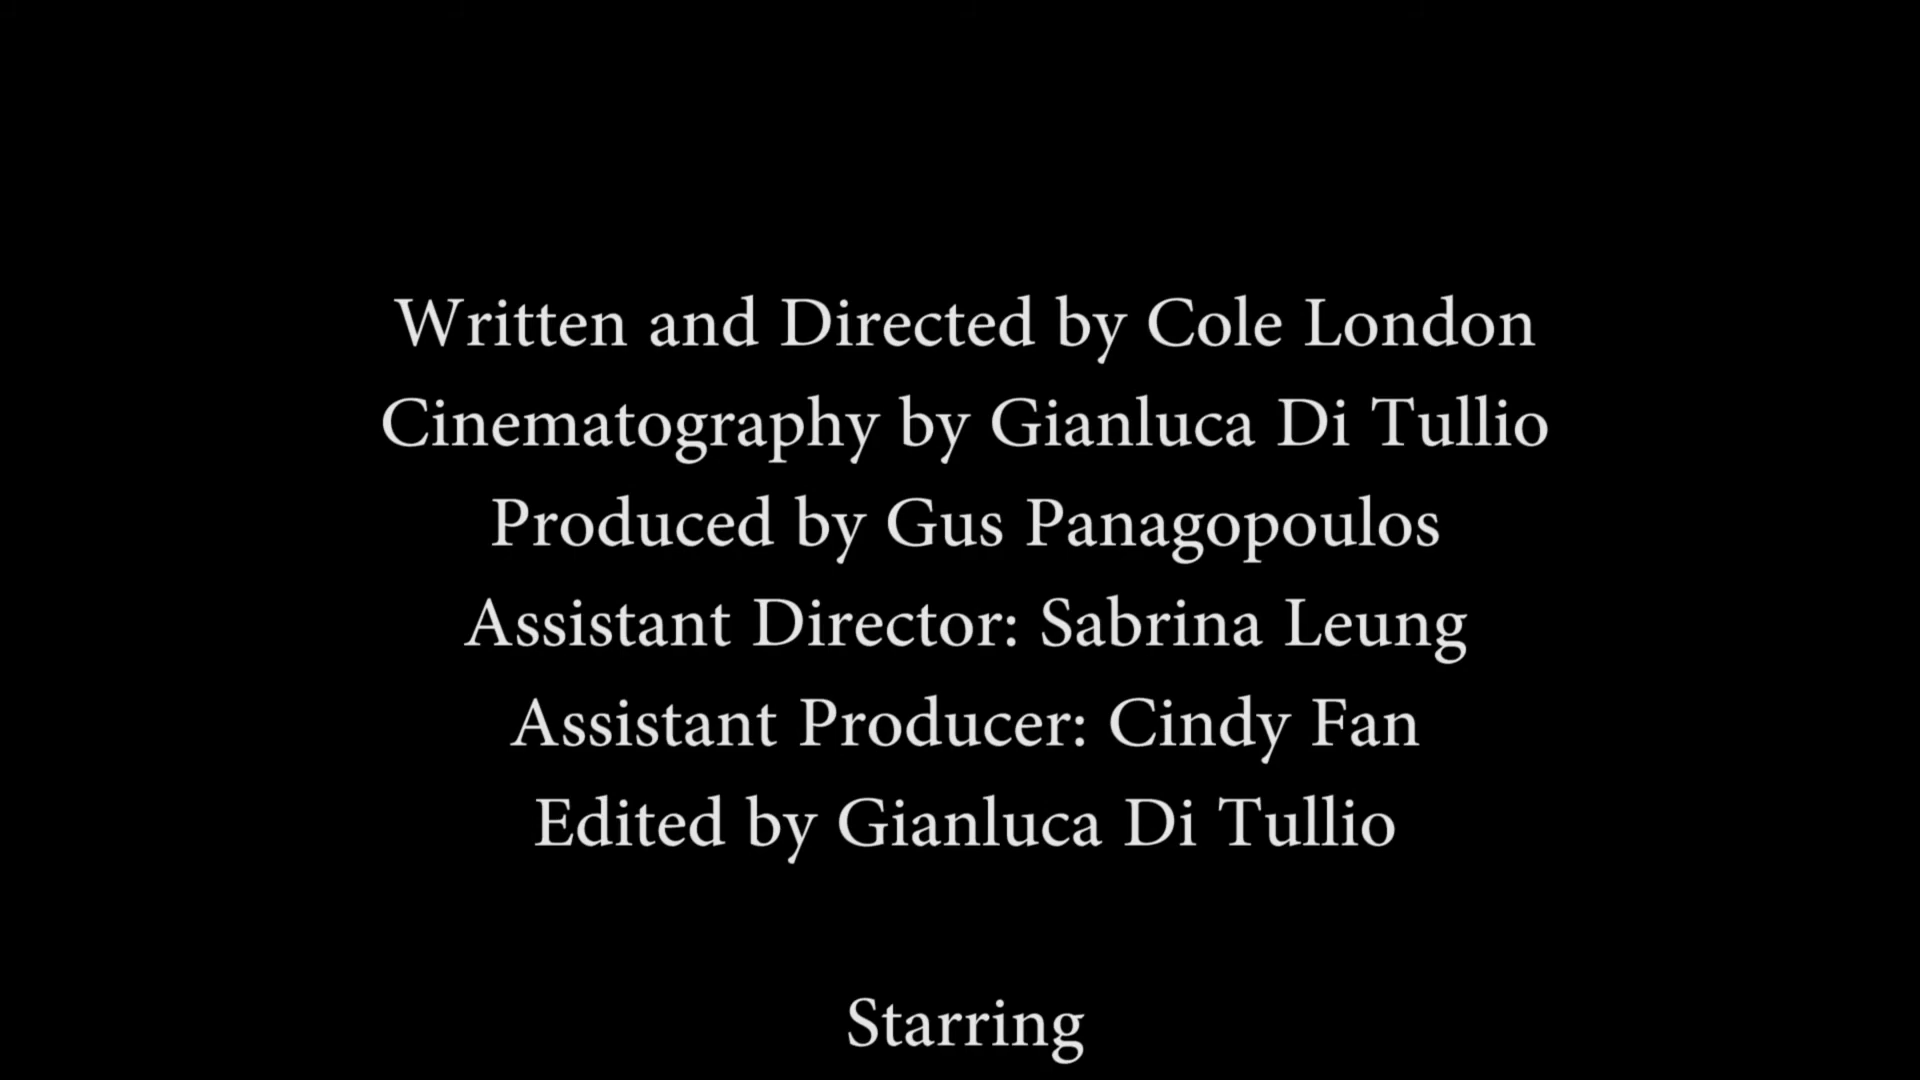 Written and Directed by Cole London
Cinematography by Gianluca Di Tullio
Produced by Gus Panagopoulos
Assistant Director: Sabrina Leung
Assistant Producer: Cindy Fan
Edited by Gianluca Di Tullio
Starring